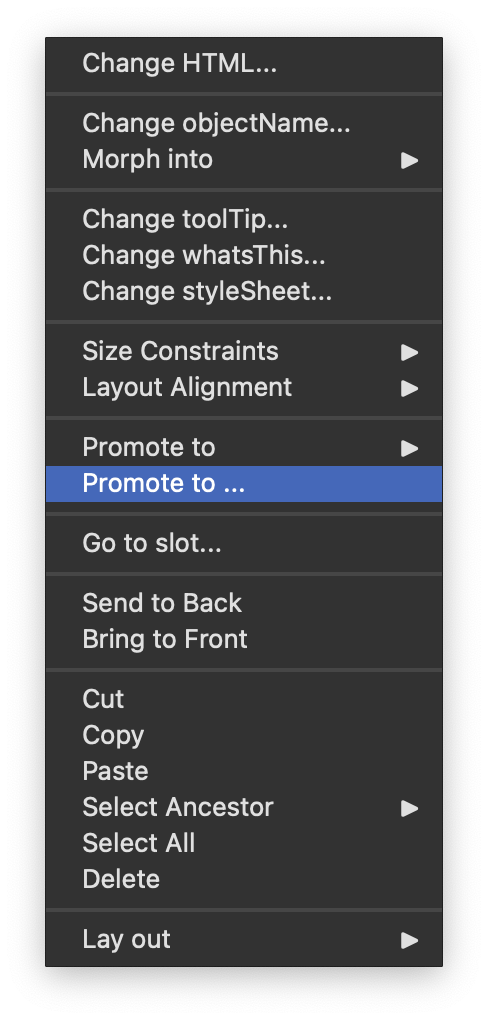 Change HTML...
Change objectName...
Morph into
Change toolTip...
Change whatsThis...
Change styleSheet...
Size Constraints
Layout Alignment
Promote to
Promote to ...
Go to slot...
Send to Back
Bring to Front
Cut
Copy
Paste
Select Ancestor
Select All
Delete
Lay out